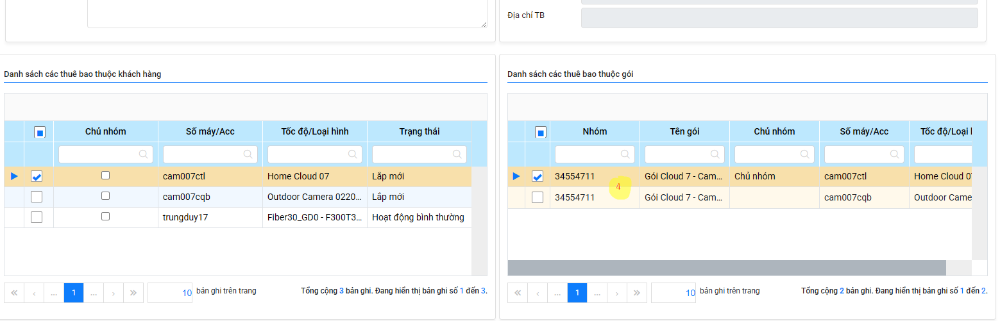 Địa chỉ TB
Danh sách các thuê bao thuộc khách hàng
Chủ nhóm Số máy/Acc Tốc độ/Loại hình Trạng thái
cam007ctl Home Cloud 07 Lắp mới
cam007cqb Outdoor Camera 0220... Lắp mới
trungduy17 Fiber30_GD0 - F300T3... Hoạt động bình thường
« ‹ ... 1 ... › » 10 bản ghi trên trang Tổng cộng 3 bản ghi. Đang hiển thị bản ghi số 1 đến 3.
Danh sách các thuê bao thuộc gói
Nhóm Tên gói Chủ nhóm Số máy/Acc Tốc độ/Loại
34554711 Gói Cloud 7 - Cam... Chủ nhóm cam007ctl Home Cloud 0
4
34554711 Gói Cloud 7 - Cam... cam007cqb Outdoor Came
« ‹ ... 1 ... › » 10 bản ghi trên trang Tổng cộng 2 bản ghi. Đang hiển thị bản ghi số 1 đến 2.